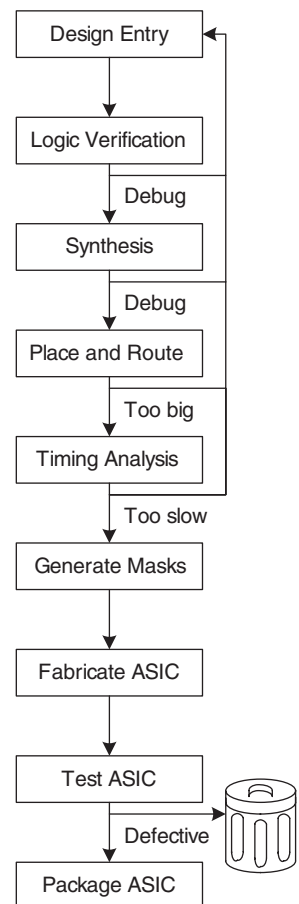 Design Entry
Logic Verification
Debug
Synthesis
Debug
Place and Route
Too big
Timing Analysis
Too slow
Generate Masks
Fabricate ASIC
Test ASIC
Defective
Package ASIC